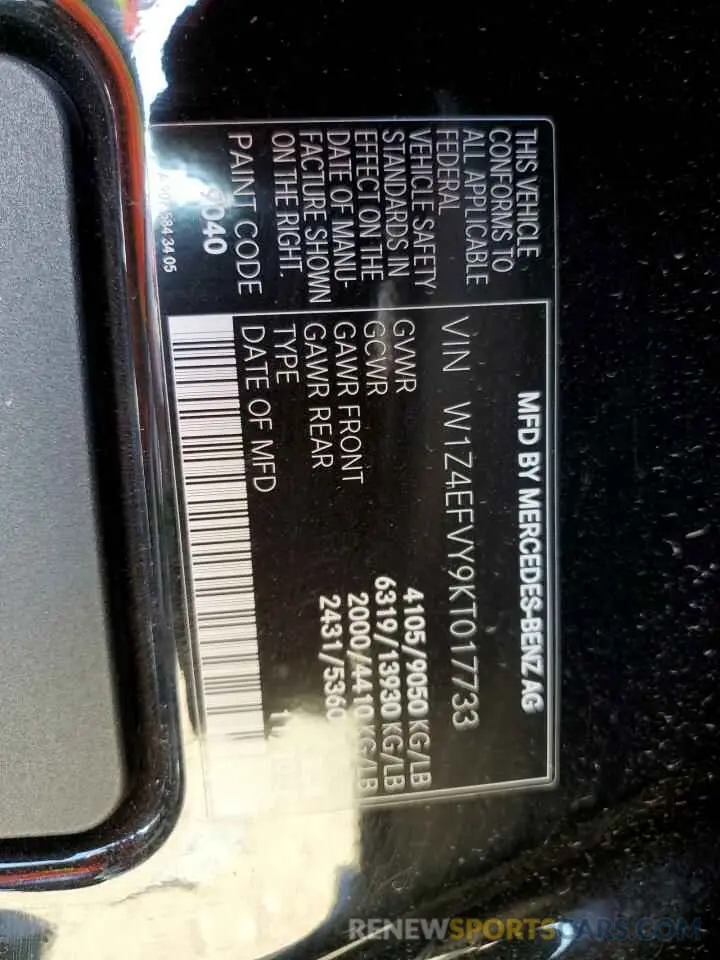 MFD BY MERCEDES-BENZ AG
VIN W1Z4EFVY9KT017733
GVWR 4105/9050 KG/LB
GCWR 6319/13930 KG/LB
GAWR FRONT 2000/4410 KG/LB
GAWR REAR 2431/5360
TYPE
DATE OF MFD
THIS VEHICLE
CONFORMS TO
ALL APPLICABLE
FEDERAL
VEHICLE SAFETY
STANDARDS IN
EFFECT ON THE
DATE OF MANU-
FACTURE SHOWN
ON THE RIGHT
PAINT CODE
9040
RENEWSPORTSCARS.COM